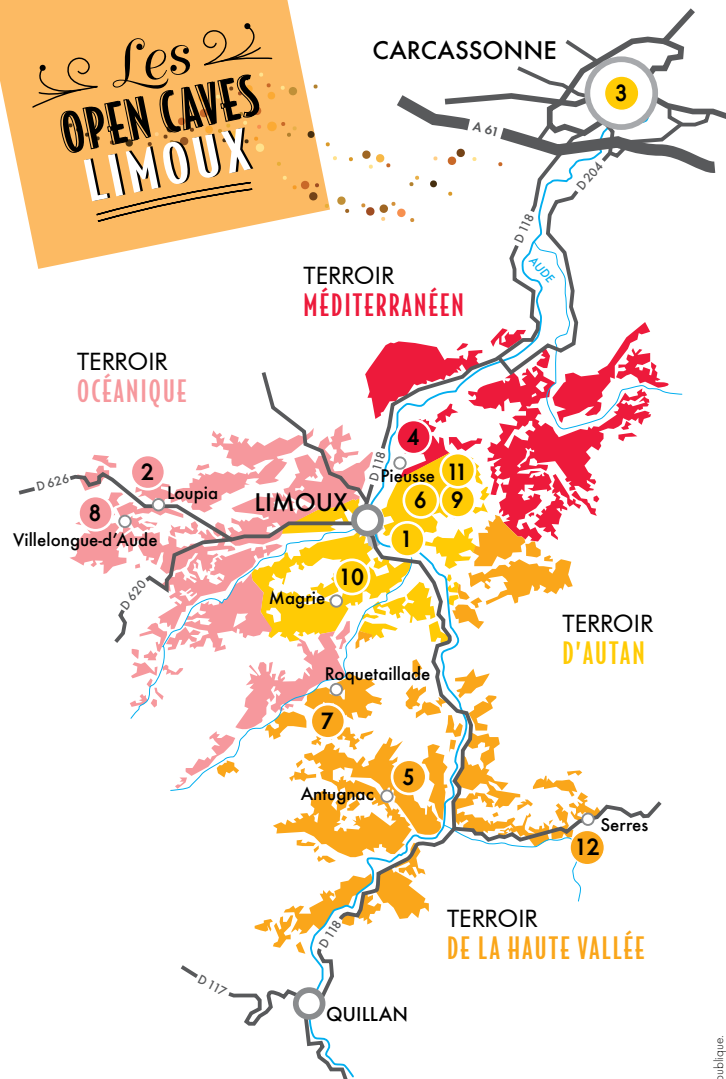 Les
OPEN CAVES
LIMOUX
CARCASSONNE
3
A 61
D 204
D 118
AUDE
TERROIR
MÉDITERRANÉEN
TERROIR
OCÉANIQUE
4
D 118
Pieusse
11
2
D 626
Loupia
LIMOUX
6
9
8
Villelongue-d'Aude
1
10
D 620
Magrie
TERROIR
D'AUTAN
Roquetaillade
7
5
Antugnac
Serres
12
TERROIR
DE LA HAUTE VALLÉE
D 118
D 117
QUILLAN
publique.